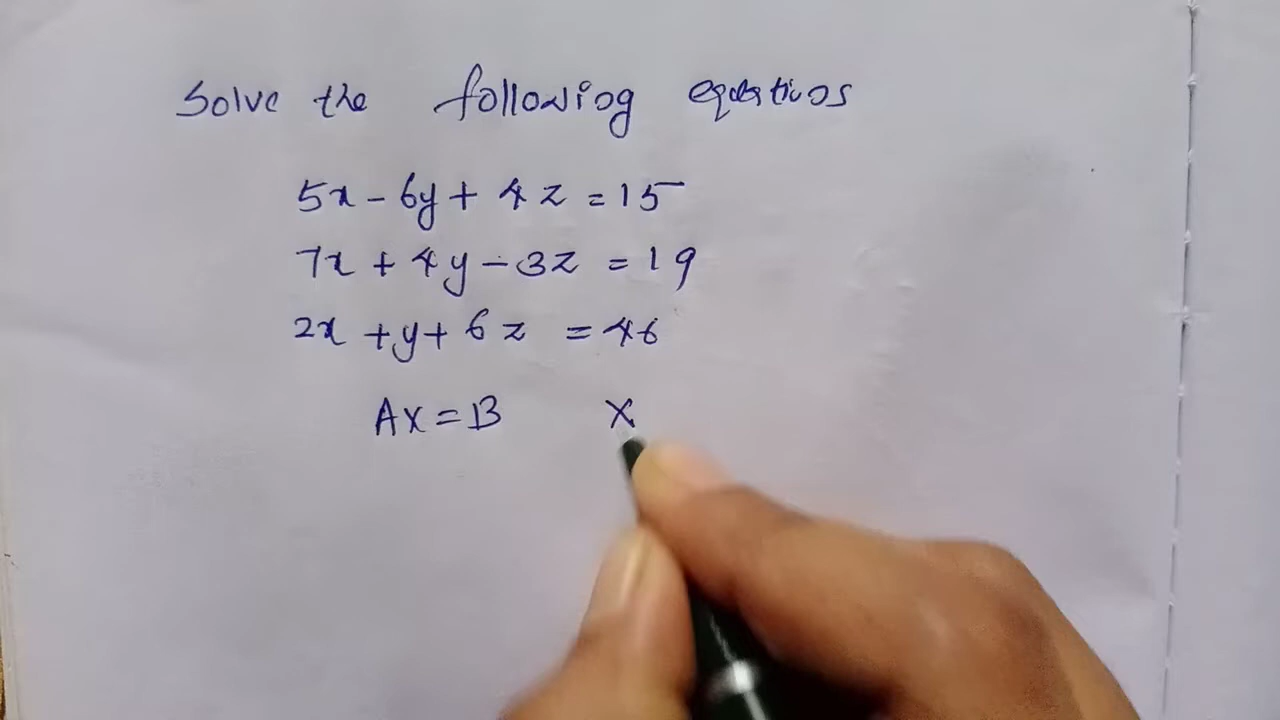 Solve the following equations
5x - 6y + 4z = 15
7x + 4y - 3z = 19
2x + y + 6z = 46
AX = B X